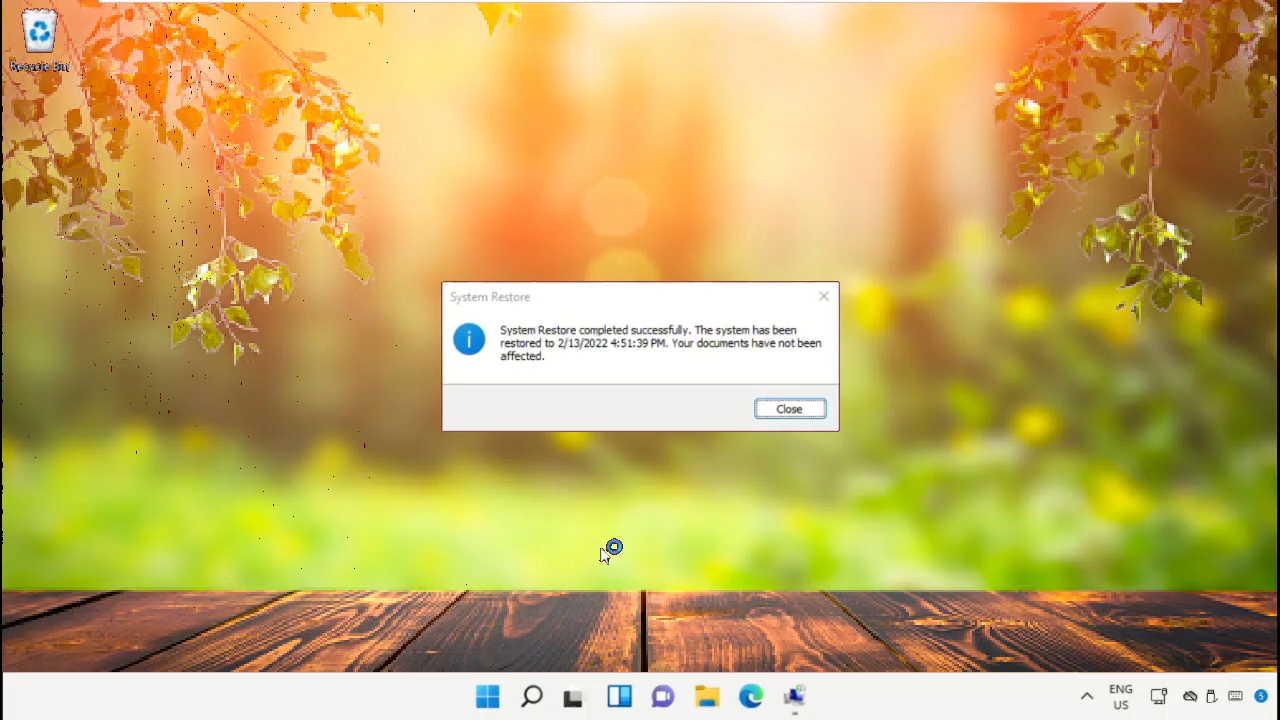 Recycle Bin
System Restore
System Restore completed successfully. The system has been
restored to 2/13/2022 4:51:39 PM. Your documents have not been
affected.
Close
ENG
US
5